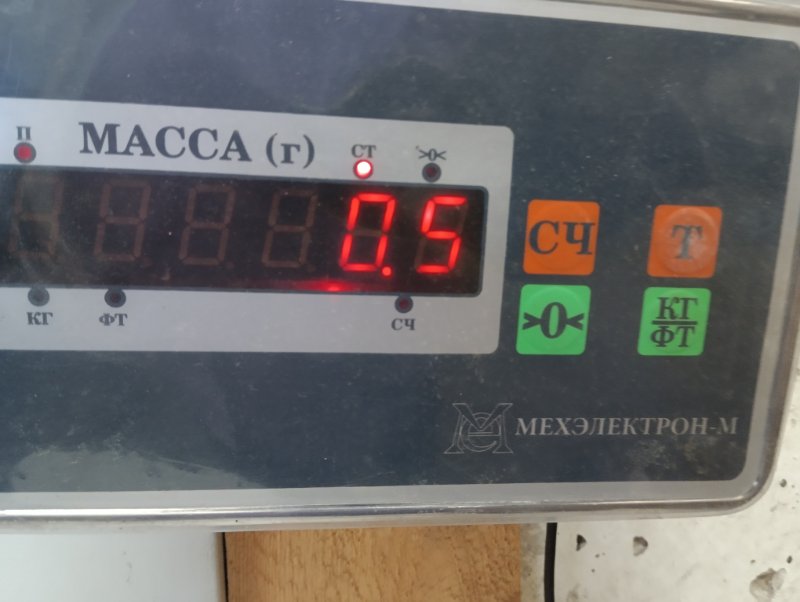 П
МАССА (г)
СТ
>0<
0.5
КГ
ФТ
СЧ
СЧ
Т
>0<
КГ
ФТ
МЕХЭЛЕКТРОН-М